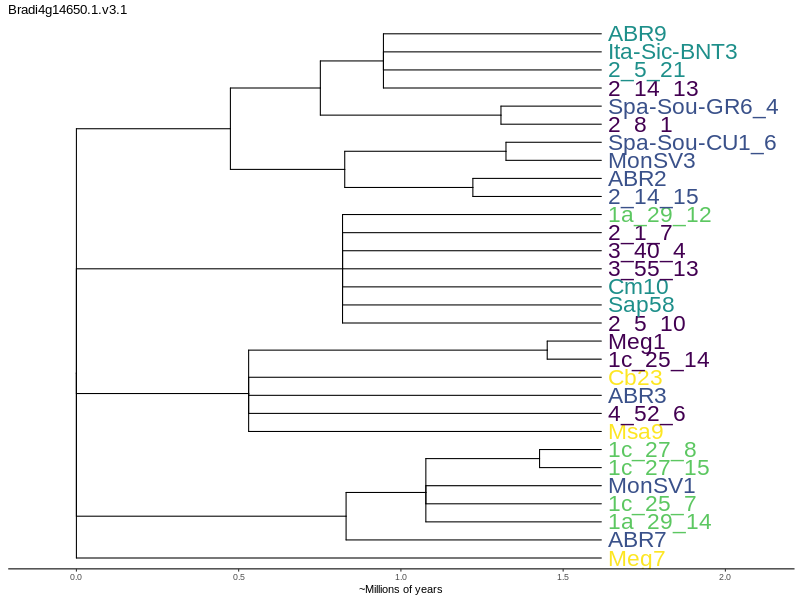 Bradi4g14650.1.v3.1
ABR9
Ita-Sic-BNT3
2_5_21
2_14_13
Spa-Sou-GR6_4
2_8_1
Spa-Sou-CU1_6
MonSV3
ABR2
2_14_15
1a_29_12
2_1_7
3_40_4
3_55_13
Cm10
Sap58
2_5_10
Meg1
1c_25_14
Cb23
ABR3
4_52_6
Msa9
1c_27_8
1c_27_15
MonSV1
1c_25_7
1a_29_14
ABR7
Meg7
0.0 0.5 1.0 1.5 2.0
~Millions of years